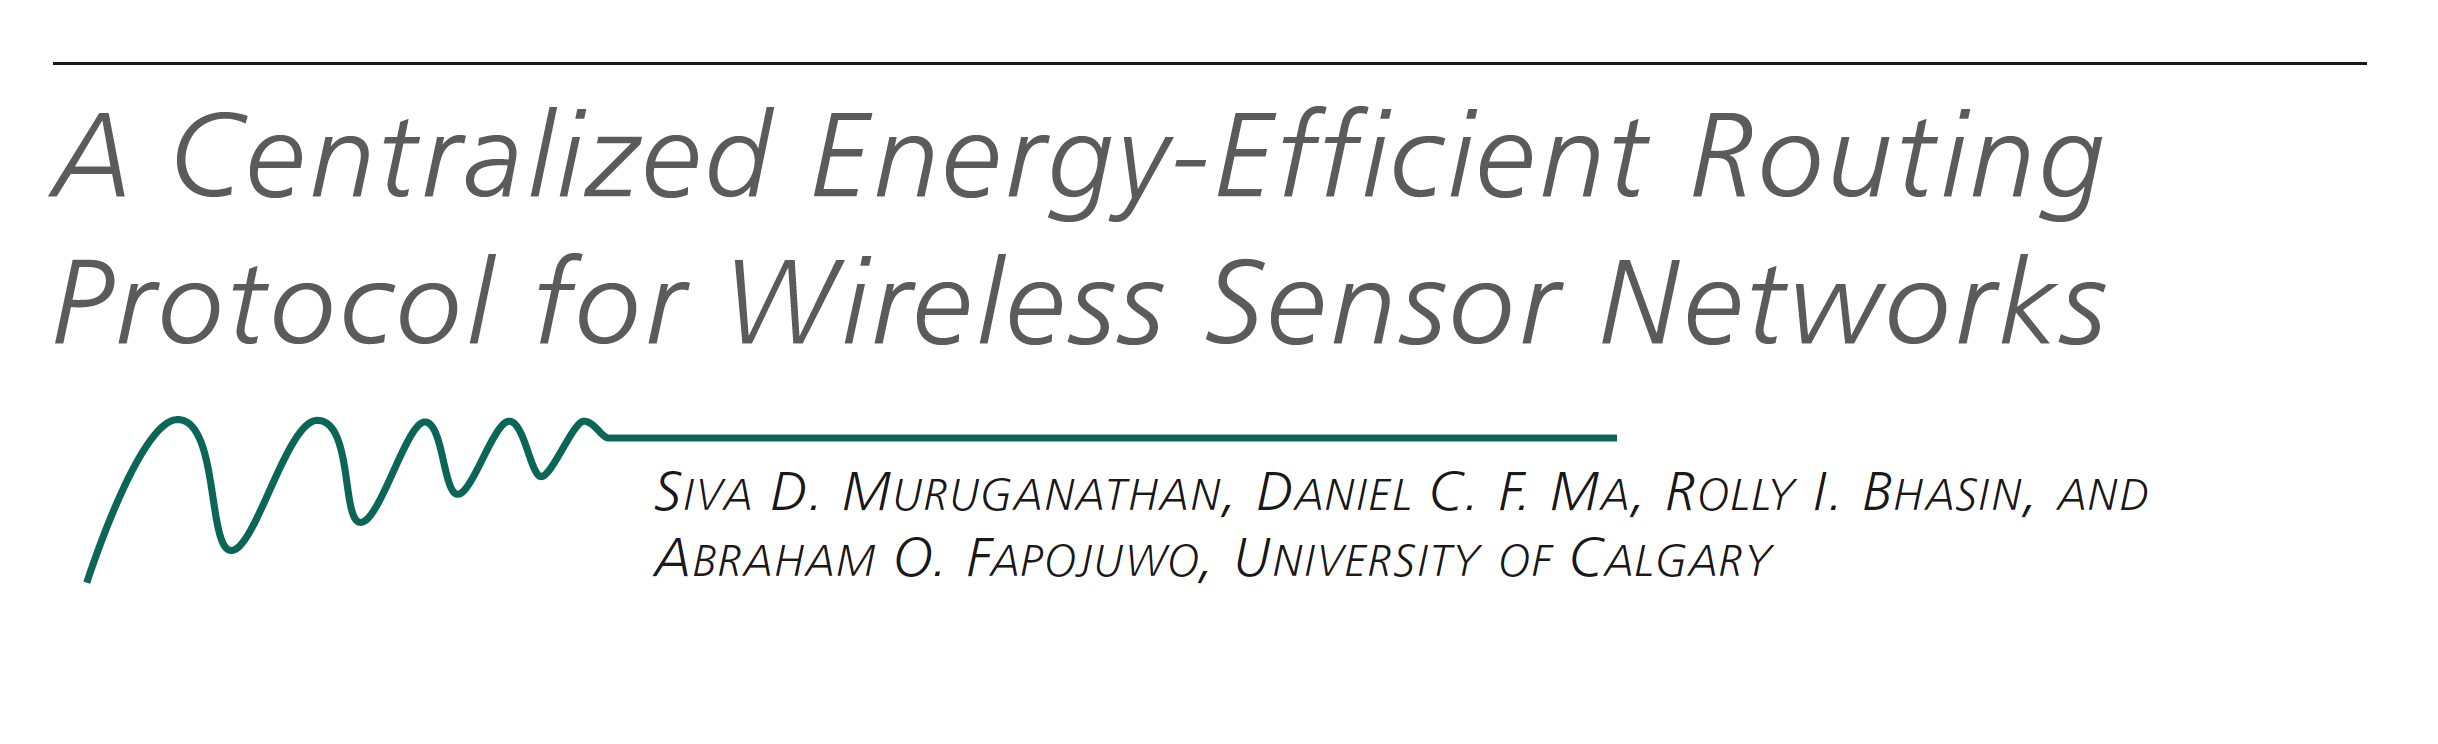 A Centralized Energy-Efficient Routing
Protocol for Wireless Sensor Networks
SIVA D. MURUGANATHAN, DANIEL C. F. MA, ROLLY I. BHASIN, AND
ABRAHAM O. FAPOJUWO, UNIVERSITY OF CALGARY